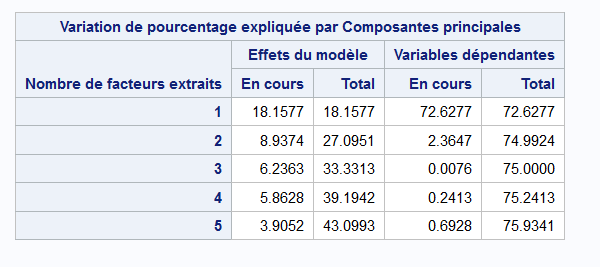 Variation de pourcentage expliquée par Composantes principales
Effets du modèle Variables dépendantes
Nombre de facteurs extraits En cours Total En cours Total
1 18.1577 18.1577 72.6277 72.6277
2 8.9374 27.0951 2.3647 74.9924
3 6.2363 33.3313 0.0076 75.0000
4 5.8628 39.1942 0.2413 75.2413
5 3.9052 43.0993 0.6928 75.9341